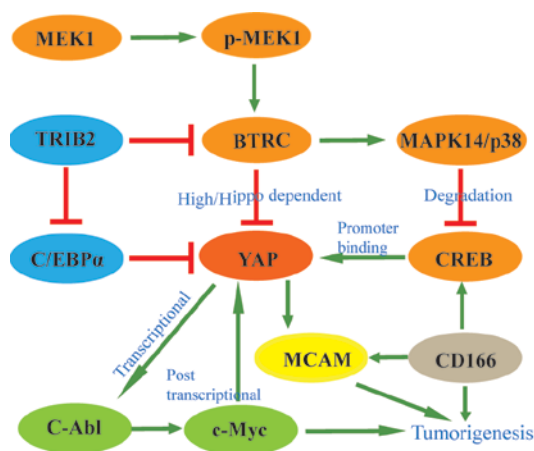 MEK1
p-MEK1
TRIB2
BTRC
MAPK14/p38
High/Hippo dependent
Degradation
Promoter
binding
C/EBPα
YAP
CREB
Transcriptional
MCAM
CD166
Post
transcriptional
C-Abl
c-Myc
Tumorigenesis